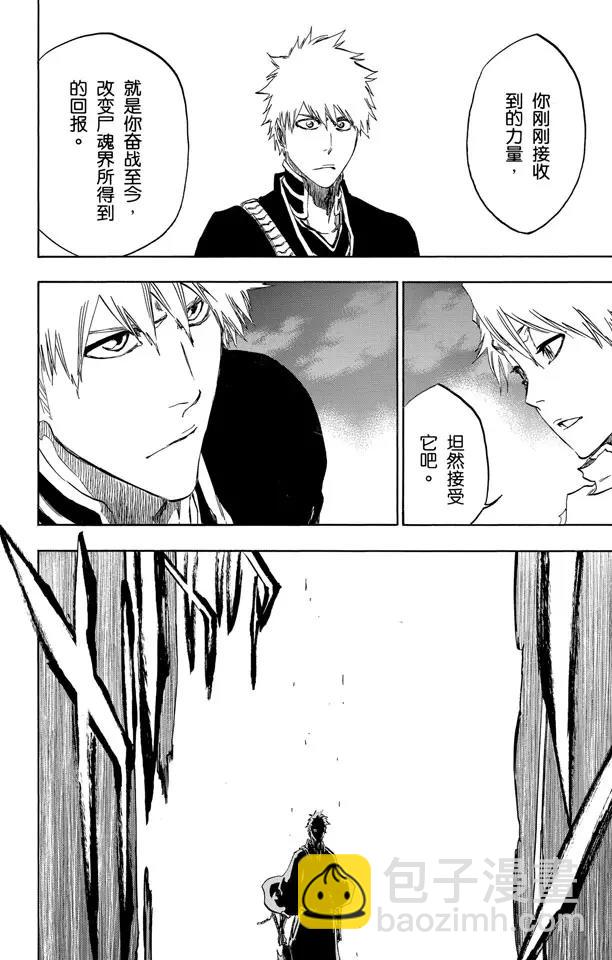 你刚刚接收
到的力量，
就是你奋战至今，
改变尸魂界所得到
的回报。
坦然接受
它吧。
包子漫畫
baozimh.com